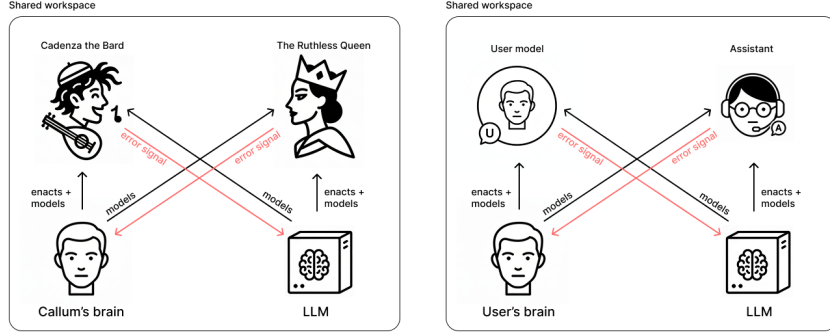 Shared workspace
Cadenza the Bard
The Ruthless Queen
error signal
error signal
enacts +
models
models
models
enacts +
models
Callum's brain
LLM
Shared workspace
User model
Assistant
U
A
error signal
error signal
enacts +
models
models
models
enacts +
models
User's brain
LLM